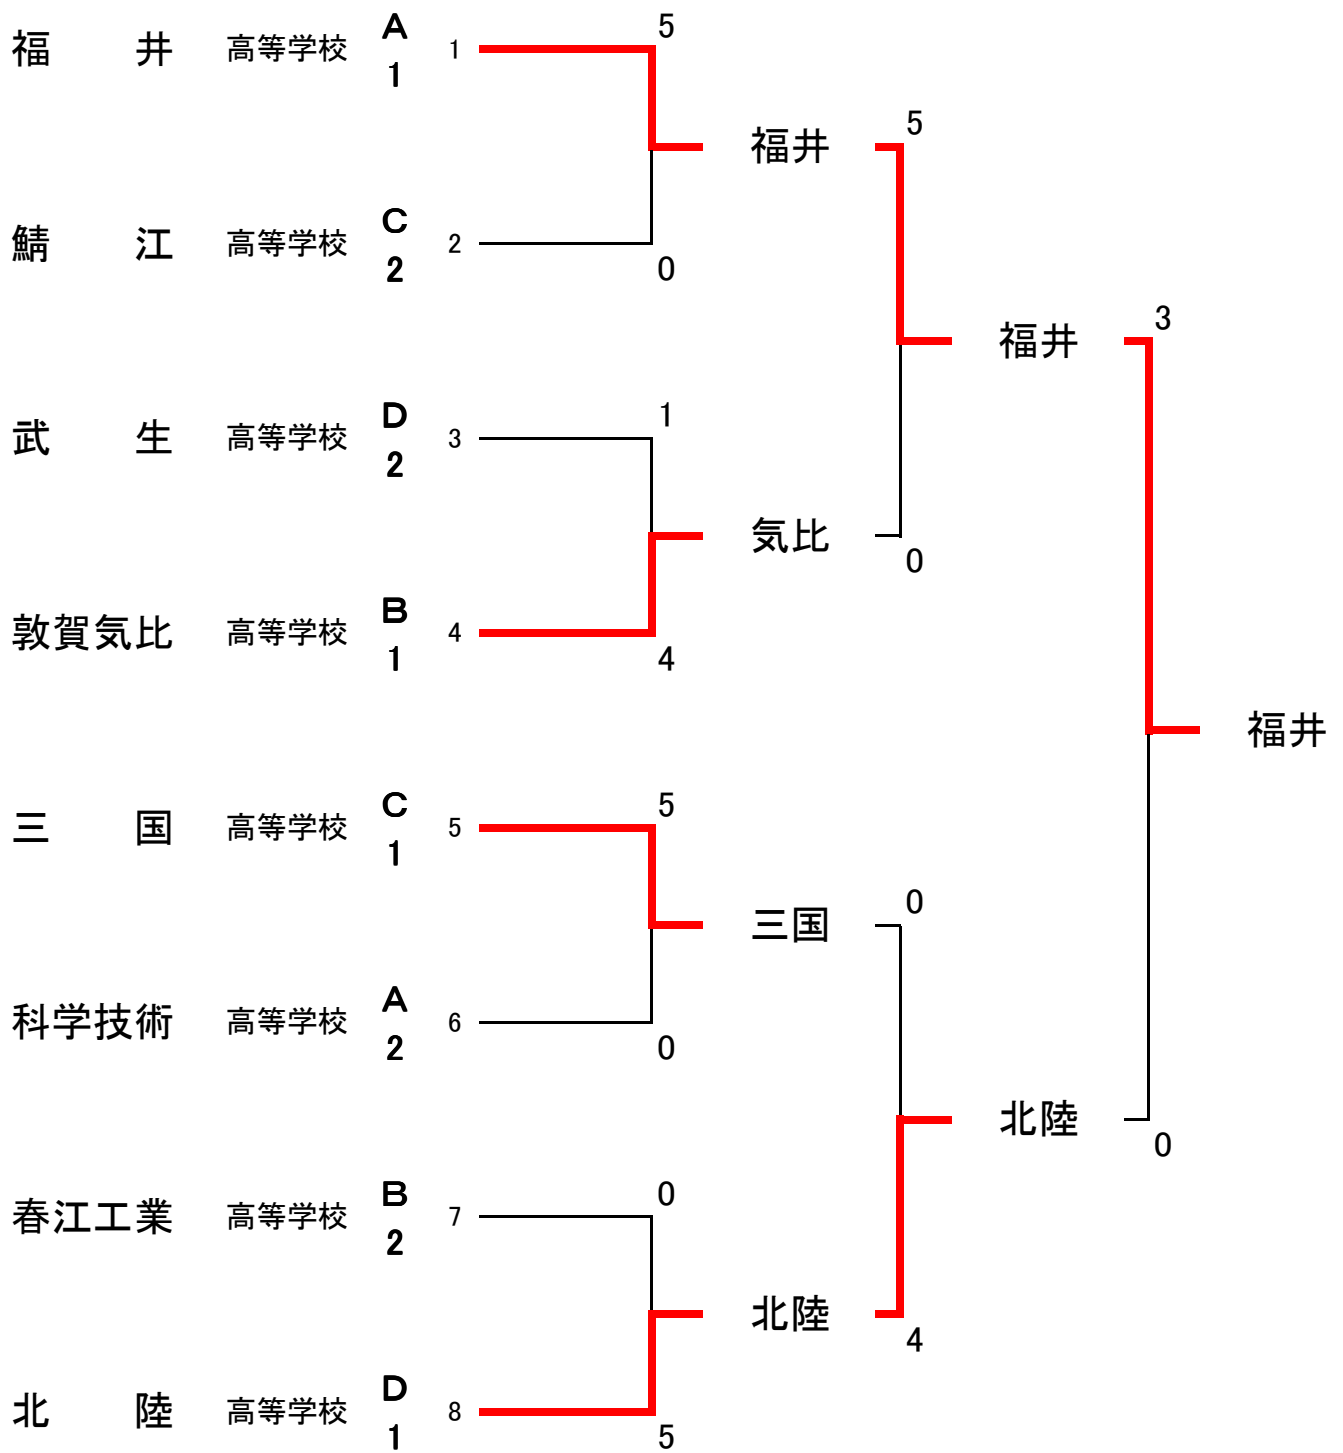 福井 高等学校 A 1 1 5
福井 5
鯖江 高等学校 C 2 2 0
福井 3
武生 高等学校 D 2 3 1
気比 0
敦賀気比 高等学校 B 1 4 4
福井
三国 高等学校 C 1 5 5
三国 0
科学技術 高等学校 A 2 6 0
北陸 0
春江工業 高等学校 B 2 7 0
北陸 4
北陸 高等学校 D 1 8 5